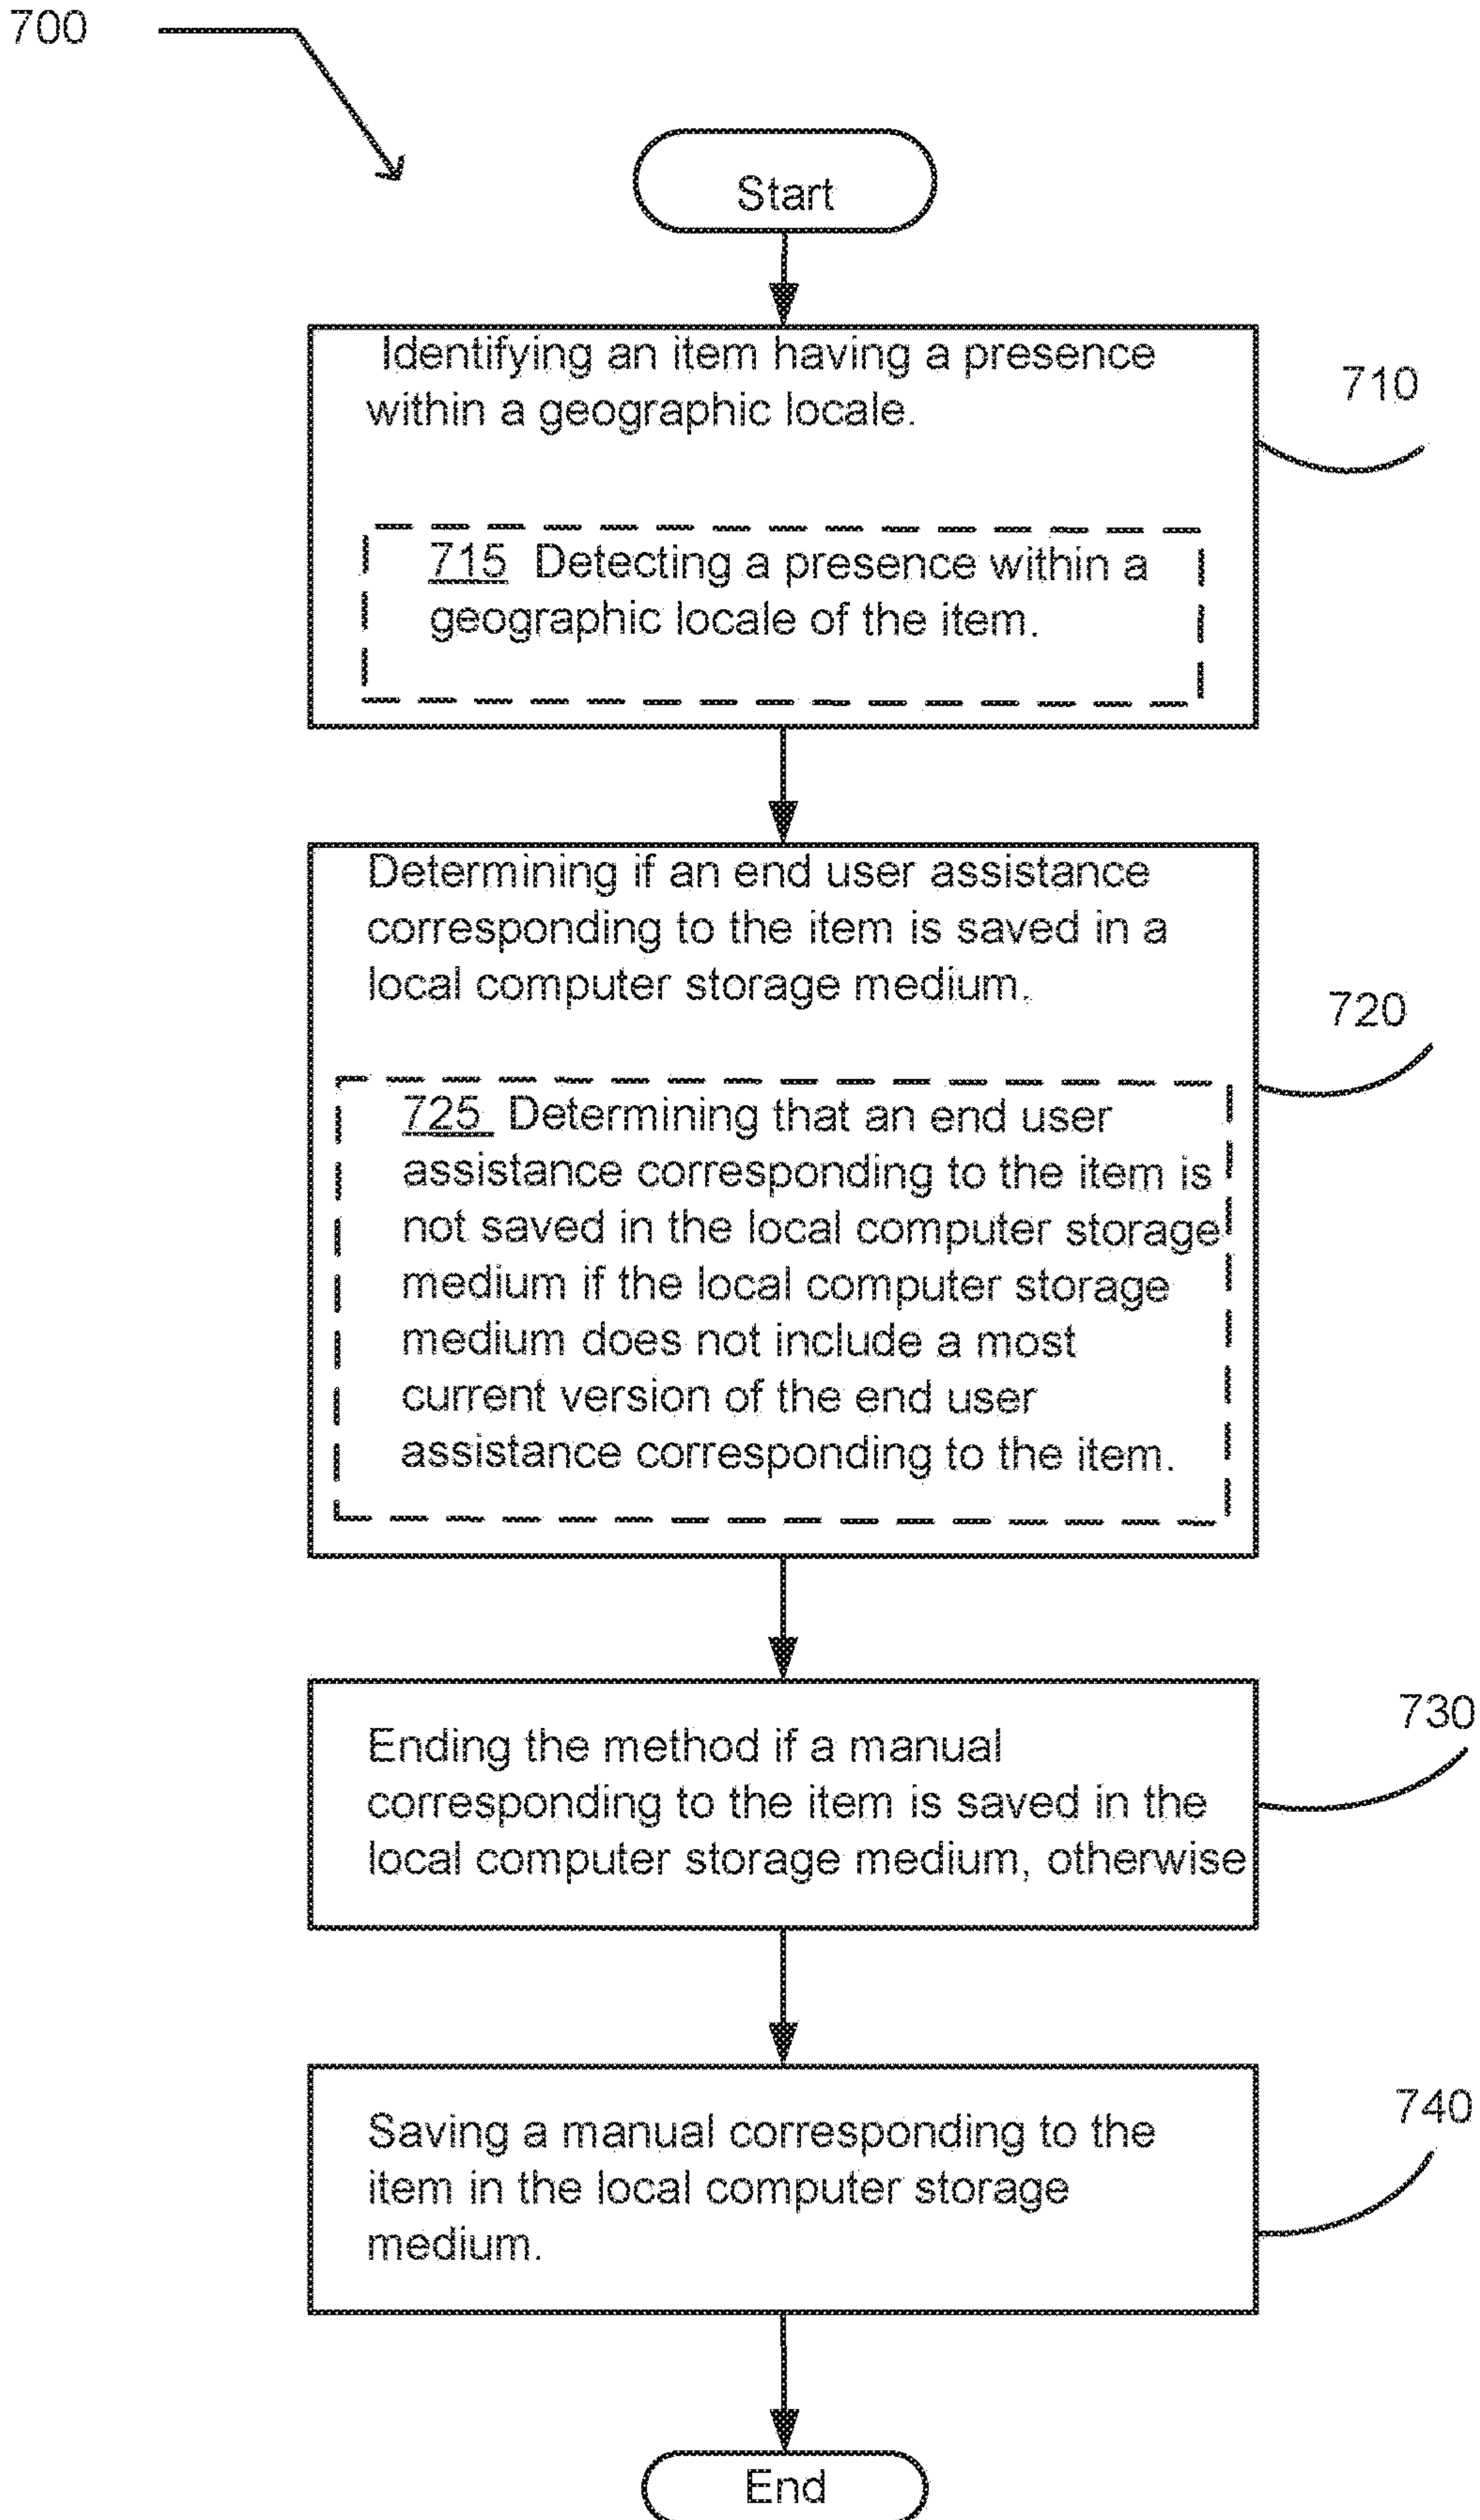 700
Start
Identifying an item having a presence
within a geographic locale.
710
715 Detecting a presence within a
geographic locale of the item.
Determining if an end user assistance
corresponding to the item is saved in a
local computer storage medium.
720
725 Determining that an end user
assistance corresponding to the item is
not saved in the local computer storage
medium if the local computer storage
medium does not include a most
current version of the end user
assistance corresponding to the item.
730
Ending the method if a manual
corresponding to the item is saved in the
local computer storage medium, otherwise
740
Saving a manual corresponding to the
item in the local computer storage
medium.
End